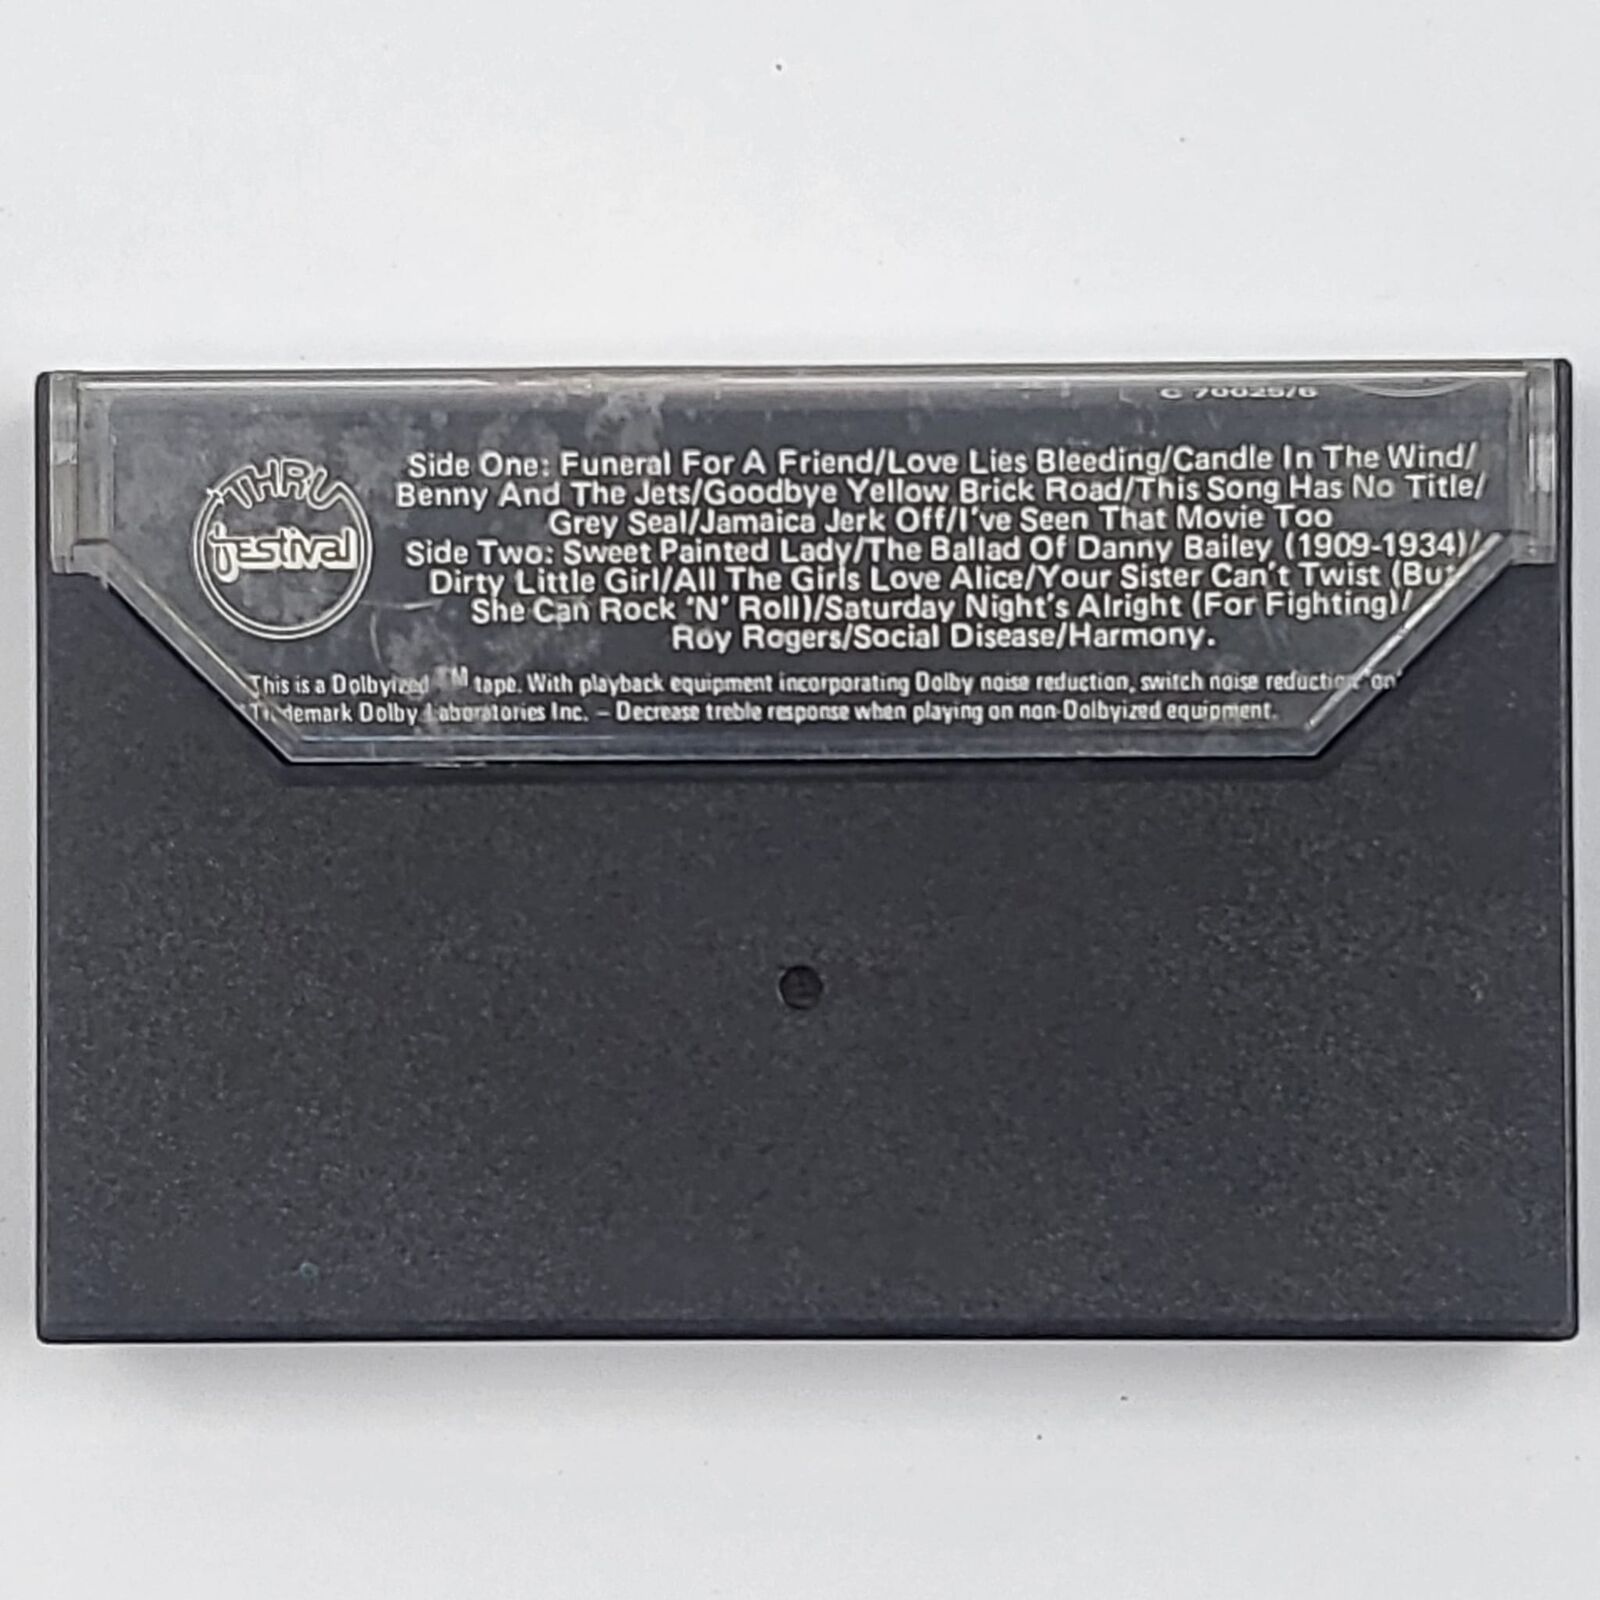 C 70025/6
THRU
festival
Side One: Funeral For A Friend/Love Lies Bleeding/Candle In The Wind/
Benny And The Jets/Goodbye Yellow Brick Road/This Song Has No Title/
Grey Seal/Jamaica Jerk Off/I've Seen That Movie Too
Side Two: Sweet Painted Lady/The Ballad Of Danny Bailey (1909-1934)/
Dirty Little Girl/All The Girls Love Alice/Your Sister Can't Twist (But
She Can Rock 'N' Roll)/Saturday Night's Alright (For Fighting)/
Roy Rogers/Social Disease/Harmony.
This is a Dolbyized TM tape. With playback equipment incorporating Dolby noise reduction, switch noise reduction 'on'
Trademark Dolby Laboratories Inc. – Decrease treble response when playing on non-Dolbyized equipment.